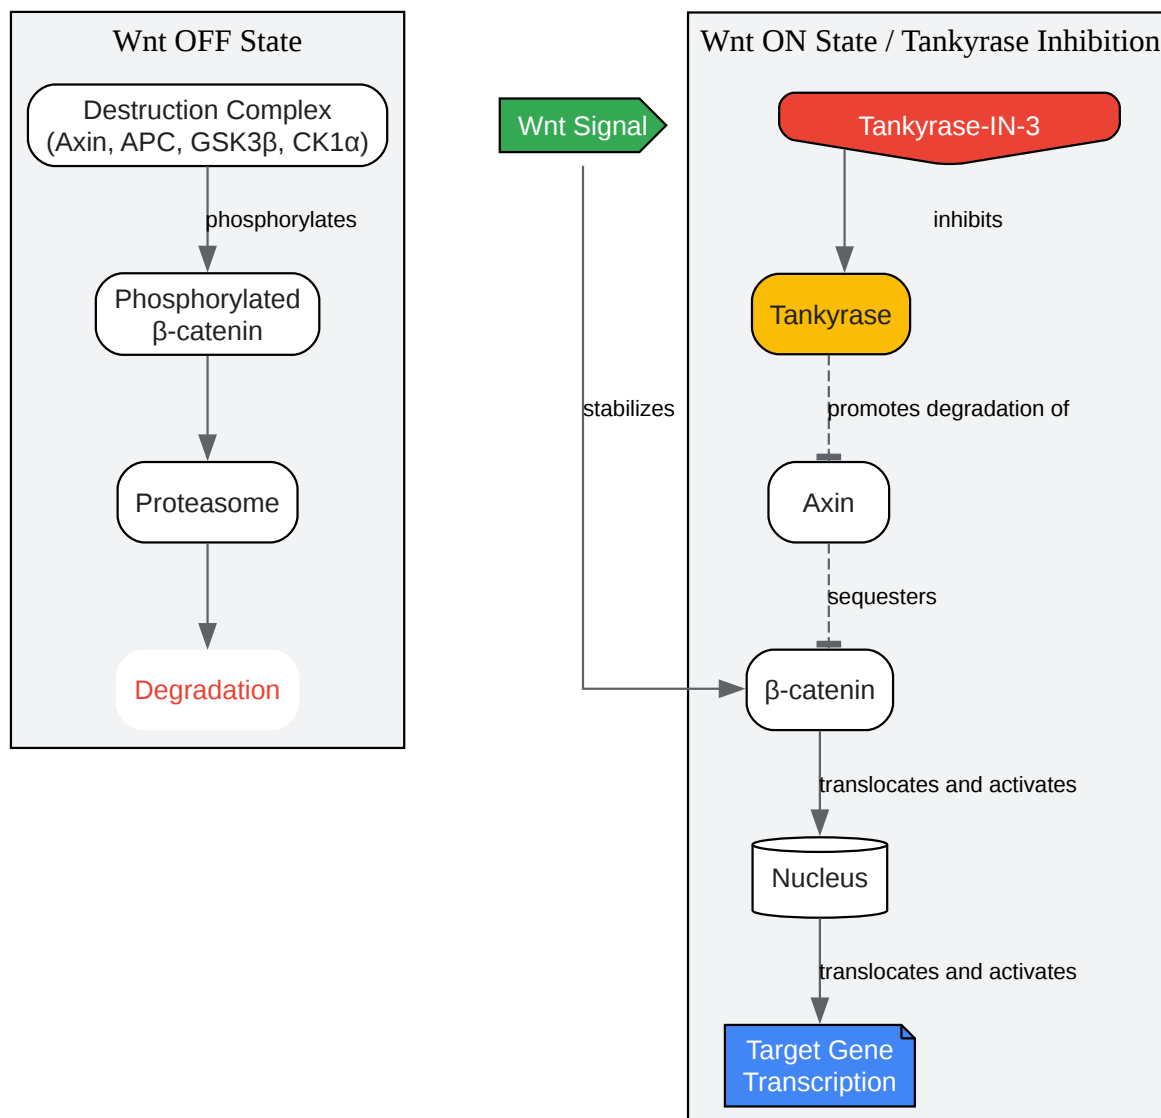 Wnt OFF State
Destruction Complex
(Axin, APC, GSK3β, CK1α)
phosphorylates
Phosphorylated
β-catenin
Proteasome
Degradation
Wnt Signal
stabilizes
Wnt ON State / Tankyrase Inhibition
Tankyrase-IN-3
inhibits
Tankyrase
promotes degradation of
Axin
sequesters
β-catenin
translocates and activates
Nucleus
translocates and activates
Target Gene
Transcription